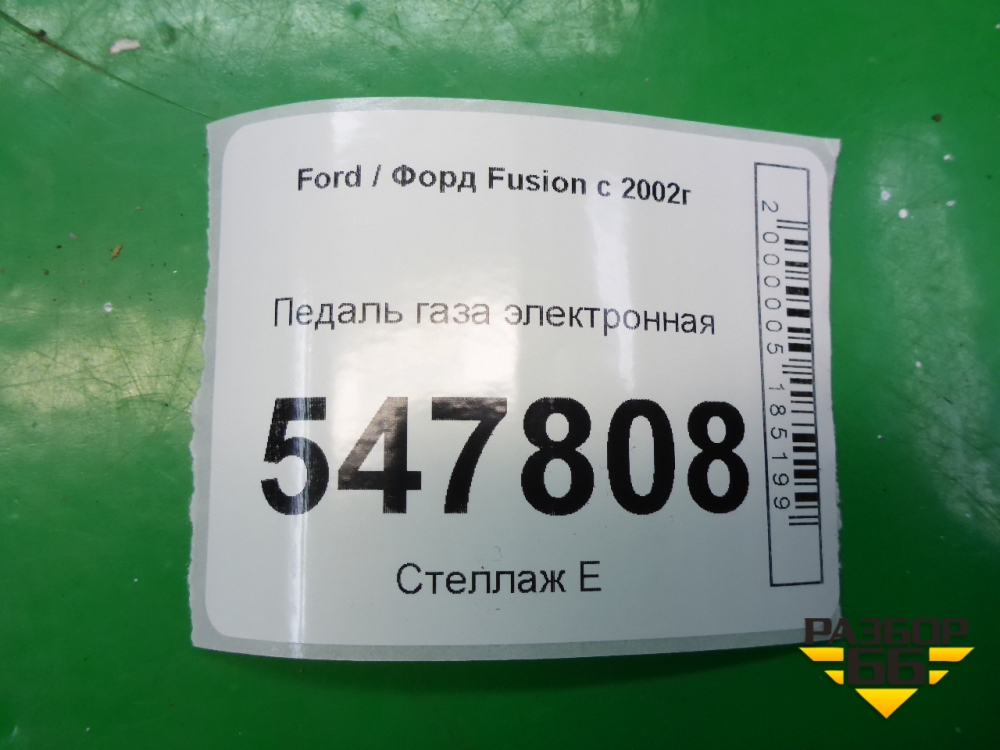 Ford / Форд Fusion с 2002г
Педаль газа электронная
547808
Стеллаж Е
2000005185199
РАЗБОР
66